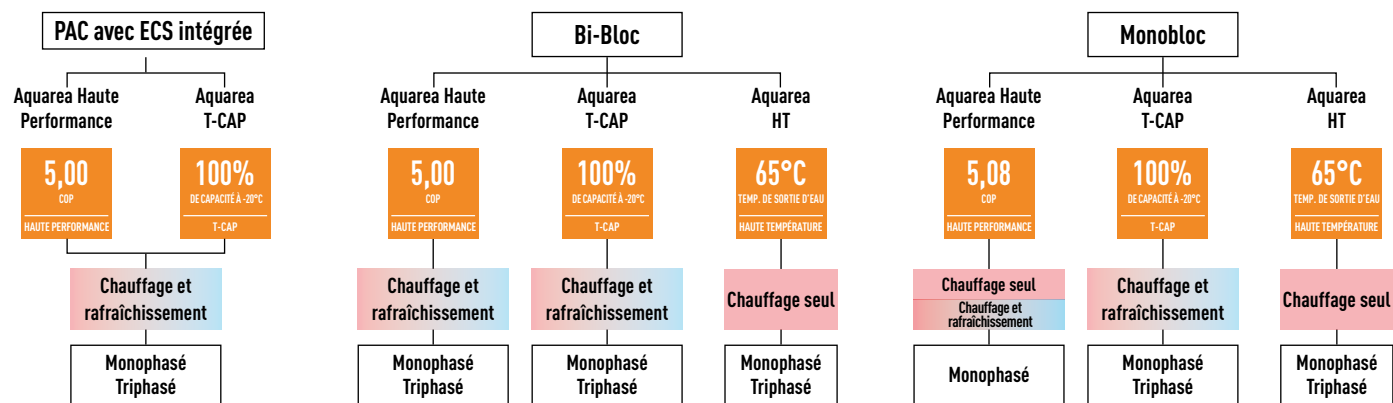 PAC avec ECS intégrée
Aquarea Haute
Performance
Aquarea
T-CAP
5,00
COP
HAUTE PERFORMANCE
100%
DE CAPACITÉ À -20°C
T-CAP
Chauffage et
rafraîchissement
Monophasé
Triphasé
Bi-Bloc
Aquarea Haute
Performance
Aquarea
T-CAP
Aquarea
HT
5,00
COP
HAUTE PERFORMANCE
100%
DE CAPACITÉ À -20°C
T-CAP
65°C
TEMP. DE SORTIE D'EAU
HAUTE TEMPÉRATURE
Chauffage et
rafraîchissement
Chauffage et
rafraîchissement
Chauffage seul
Monophasé
Triphasé
Monophasé
Triphasé
Monophasé
Triphasé
Monobloc
Aquarea Haute
Performance
Aquarea
T-CAP
Aquarea
HT
5,08
COP
HAUTE PERFORMANCE
100%
DE CAPACITÉ À -20°C
T-CAP
65°C
TEMP. DE SORTIE D'EAU
HAUTE TEMPÉRATURE
Chauffage seul
Chauffage et
rafraîchissement
Chauffage et
rafraîchissement
Chauffage seul
Monophasé
Monophasé
Triphasé
Monophasé
Triphasé